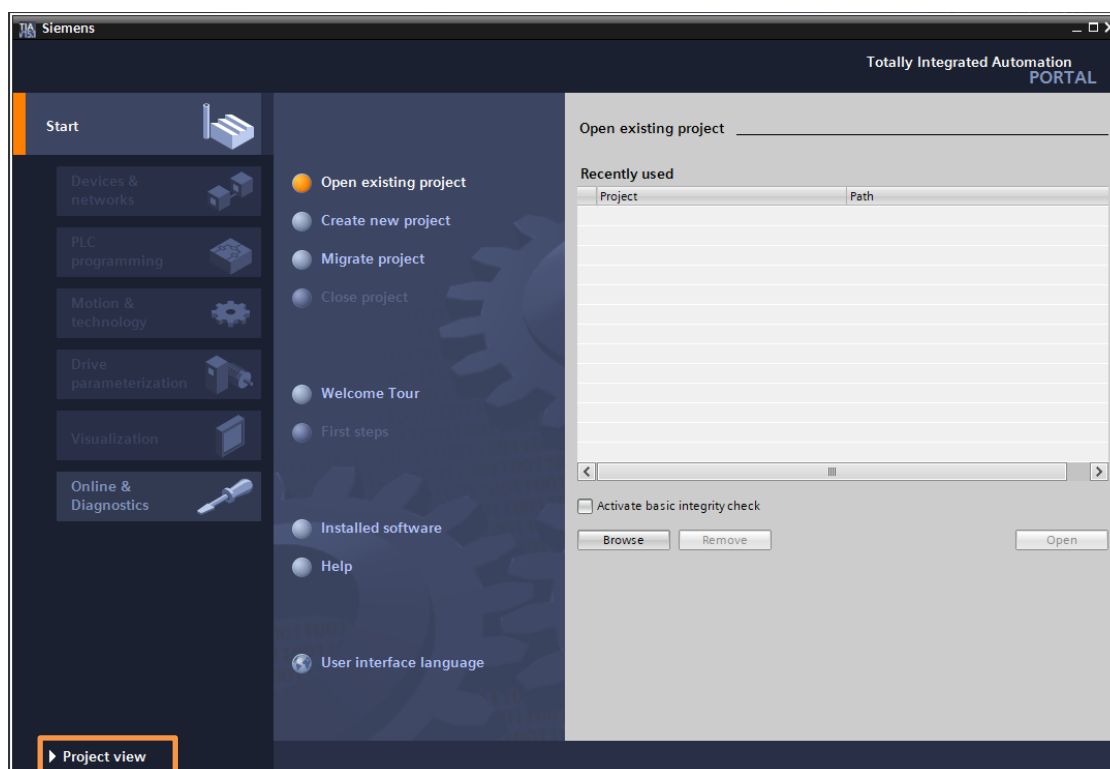 Siemens
Totally Integrated Automation
PORTAL
Start
Devices &
networks
PLC
programming
Motion &
technology
Drive
parameterization
Visualization
Online &
Diagnostics
Open existing project
Create new project
Migrate project
Close project
Welcome Tour
First steps
Installed software
Help
User interface language
Open existing project
Recently used
Project Path
Activate basic integrity check
Browse Remove Open
Project view